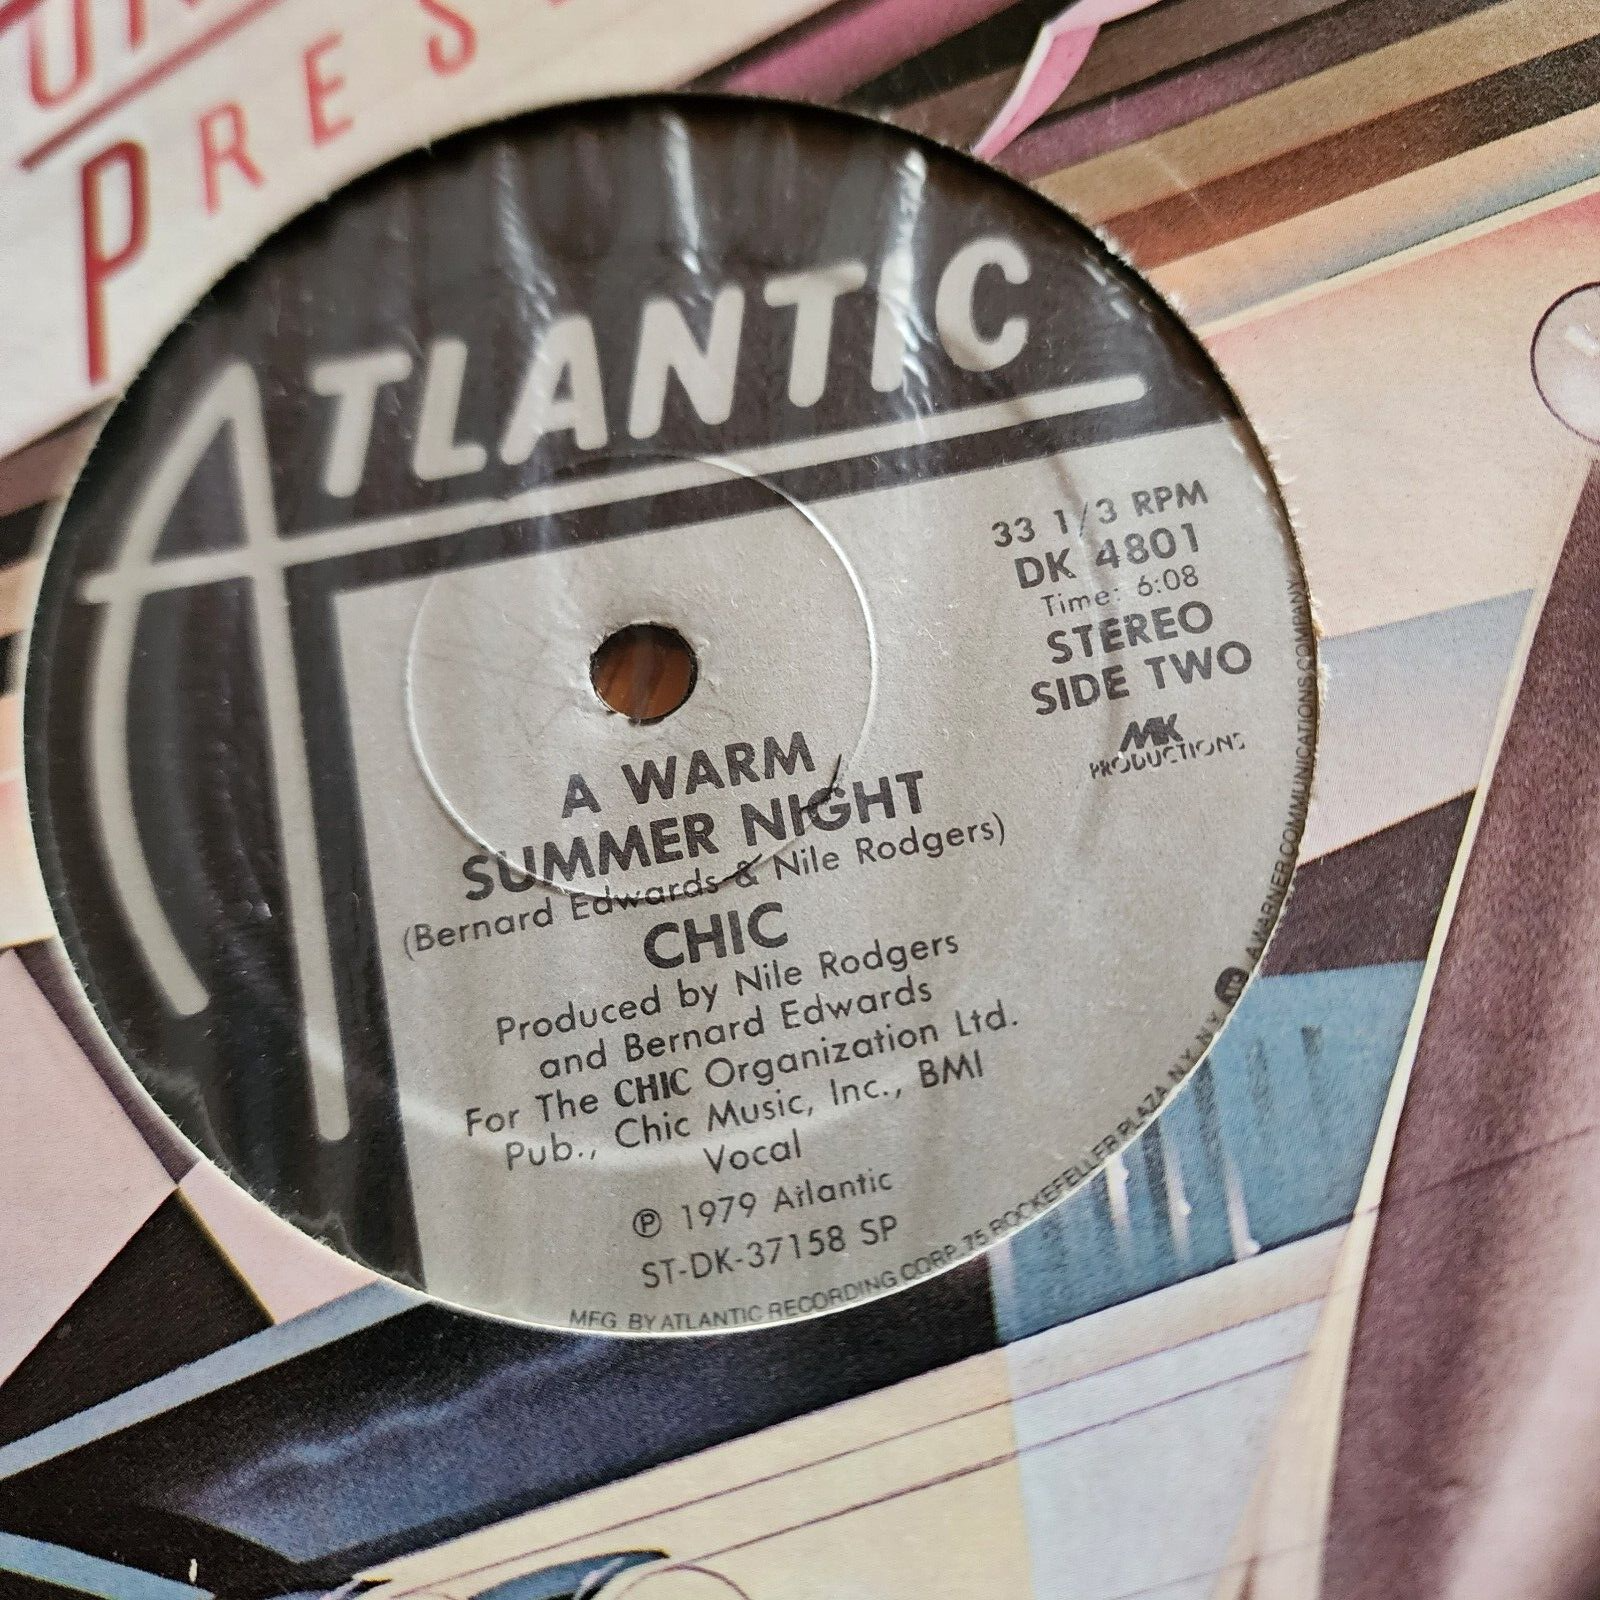 PRES
ATLANTIC
33 1/3 RPM
DK 4801
Time: 6:08
STEREO
SIDE TWO
MK
PRODUCTIONS
A WARM
SUMMER NIGHT
(Bernard Edwards & Nile Rodgers)
CHIC
Produced by Nile Rodgers
and Bernard Edwards
For The CHIC Organization Ltd.
Pub., Chic Music, Inc., BMI
Vocal
Ⓟ 1979 Atlantic
ST-DK-37158 SP
MFG. BY ATLANTIC RECORDING CORP. 75 ROCKEFELLER PLAZA N.Y. N.Y. A WARNER COMMUNICATIONS COMPANY